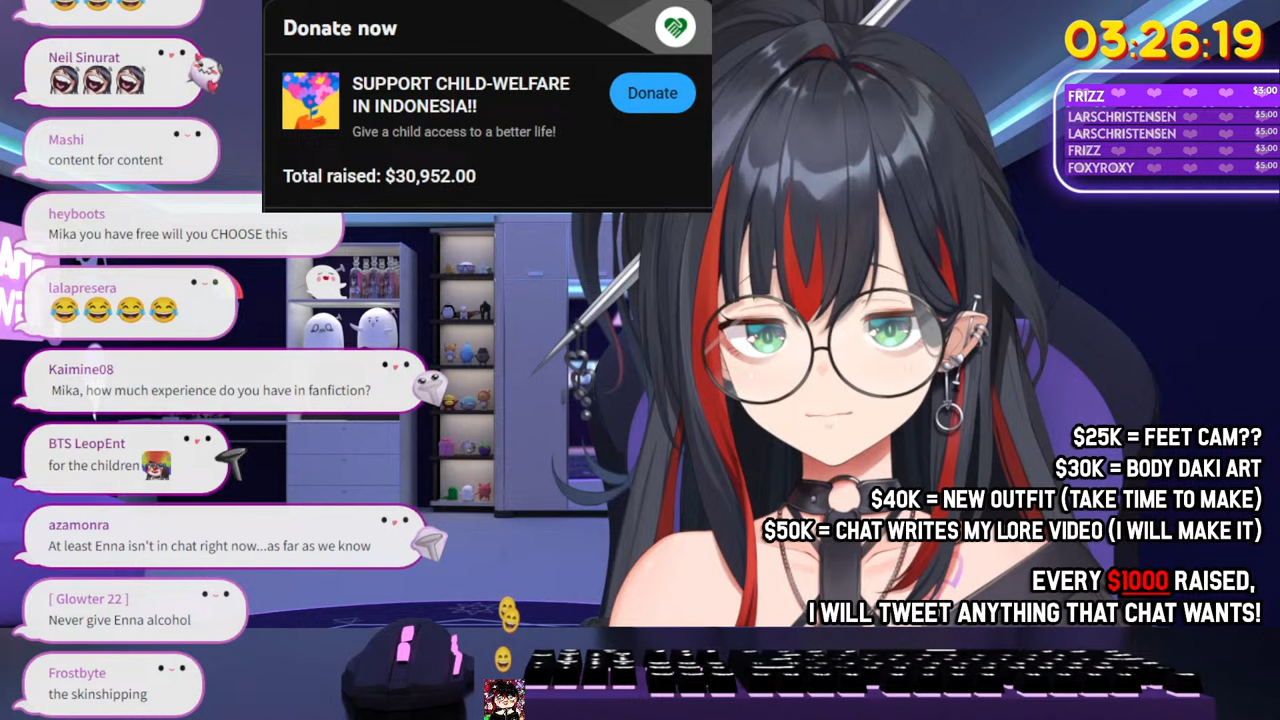 Neil Sinurat
Mashi
content for content
heyboots
Mika you have free will you CHOOSE this
lalapresera
Kaimine08
Mika, how much experience do you have in fanfiction?
BTS LeopEnt
for the children
azamonra
At least Enna isn't in chat right now...as far as we know
[ Glowter 22 ]
Never give Enna alcohol
Frostbyte
the skinshipping
Donate now
SUPPORT CHILD-WELFARE
IN INDONESIA!!
Give a child access to a better life!
Donate
Total raised: $30,952.00
03:26:19
FRIZZ $3.00
LARSCHRISTENSEN $5.00
LARSCHRISTENSEN $5.00
FRIZZ $3.00
FOXYROXY $5.00
$25K = FEET CAM??
$30K = BODY DAKI ART
$40K = NEW OUTFIT (TAKE TIME TO MAKE)
$50K = CHAT WRITES MY LORE VIDEO (I WILL MAKE IT)
EVERY $1000 RAISED,
I WILL TWEET ANYTHING THAT CHAT WANTS!